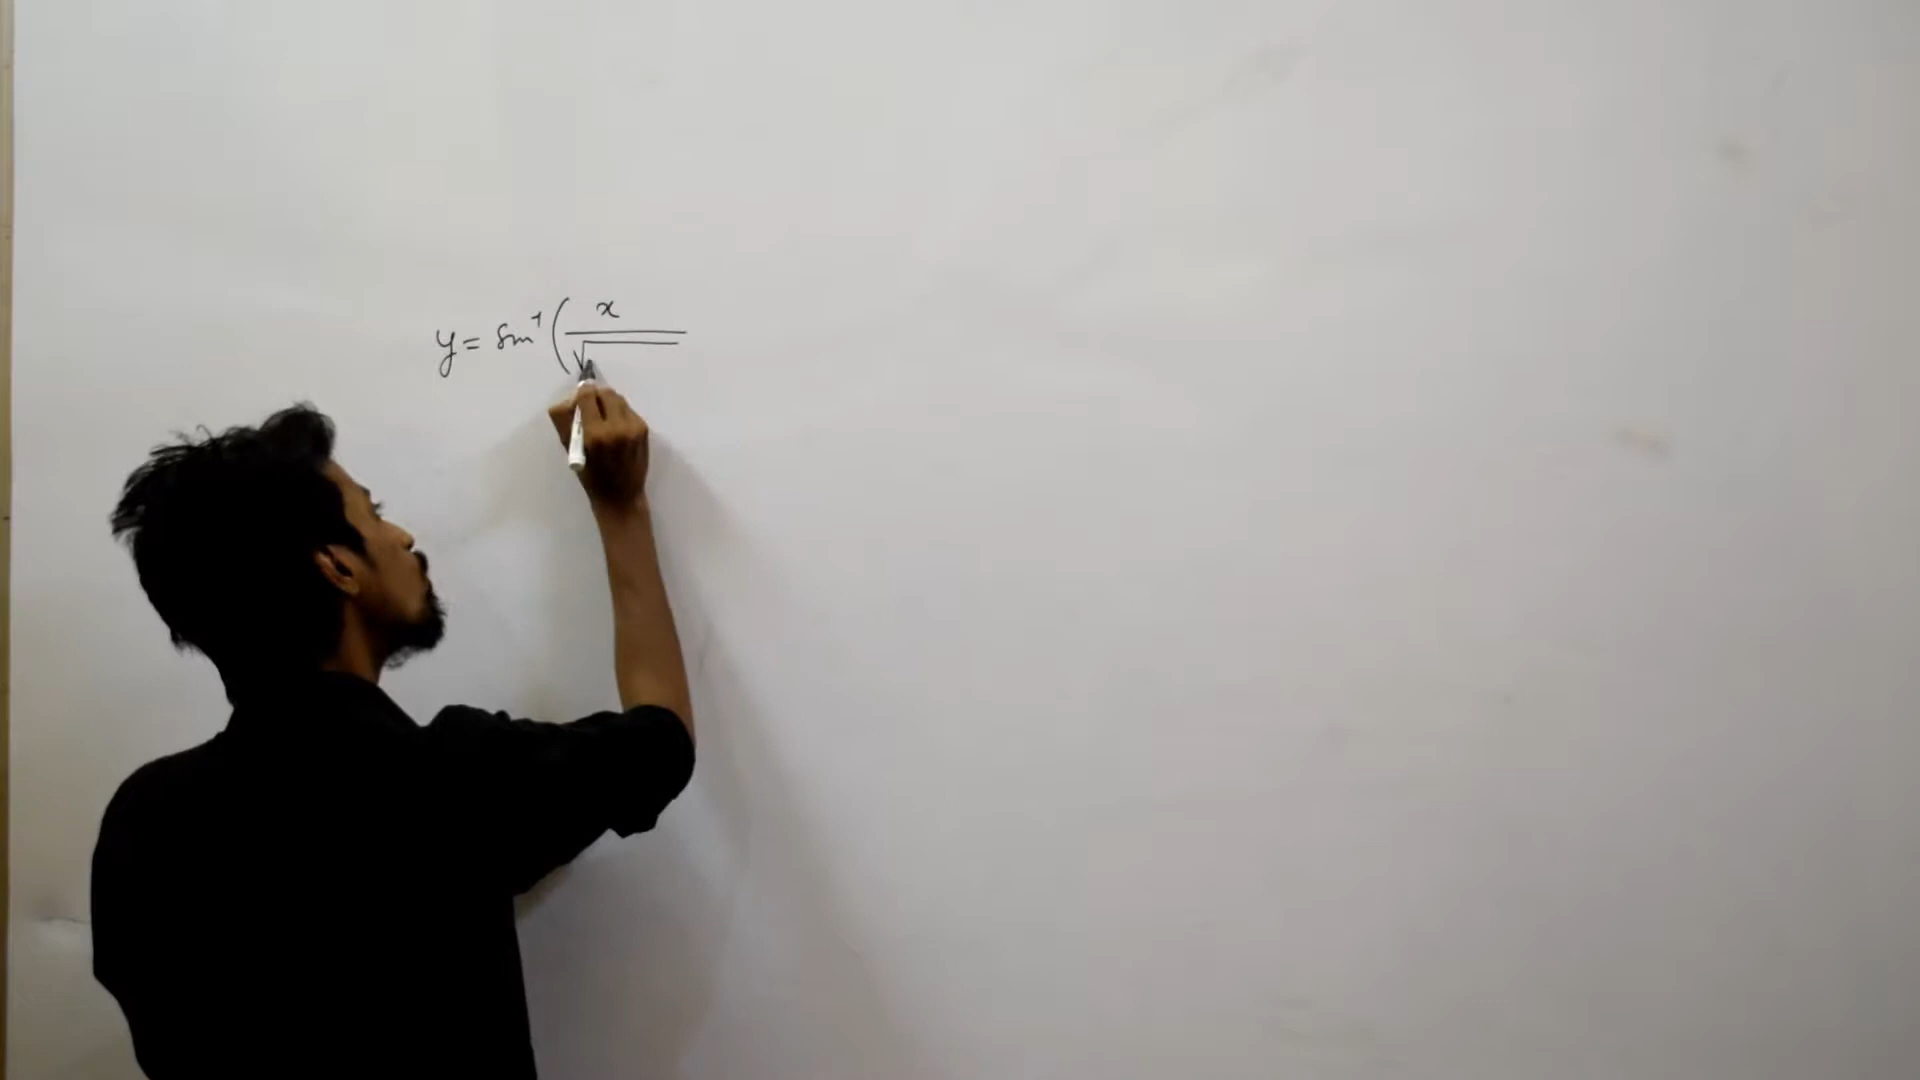 y = sin⁻¹ ( x / √